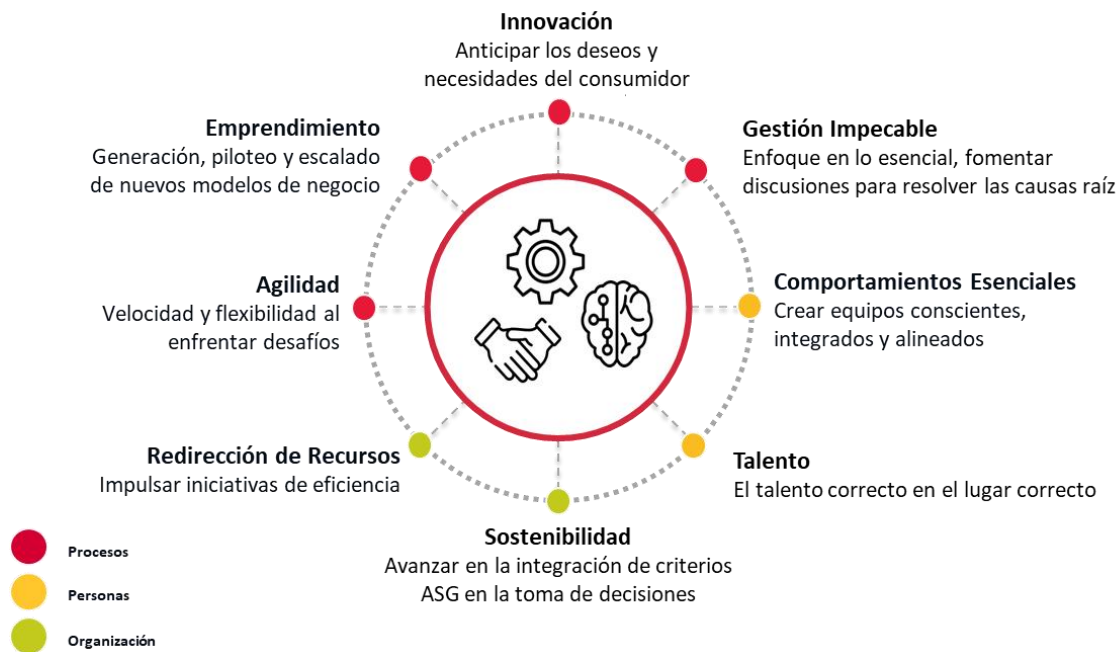 Innovación
Anticipar los deseos y
necesidades del consumidor
Emprendimiento
Generación, piloteo y escalado
de nuevos modelos de negocio
Gestión Impecable
Enfoque en lo esencial, fomentar
discusiones para resolver las causas raíz
Agilidad
Velocidad y flexibilidad al
enfrentar desafíos
Comportamientos Esenciales
Crear equipos conscientes,
integrados y alineados
Redirección de Recursos
Impulsar iniciativas de eficiencia
Talento
El talento correcto en el lugar correcto
Sostenibilidad
Avanzar en la integración de criterios
ASG en la toma de decisiones
Procesos
Personas
Organización